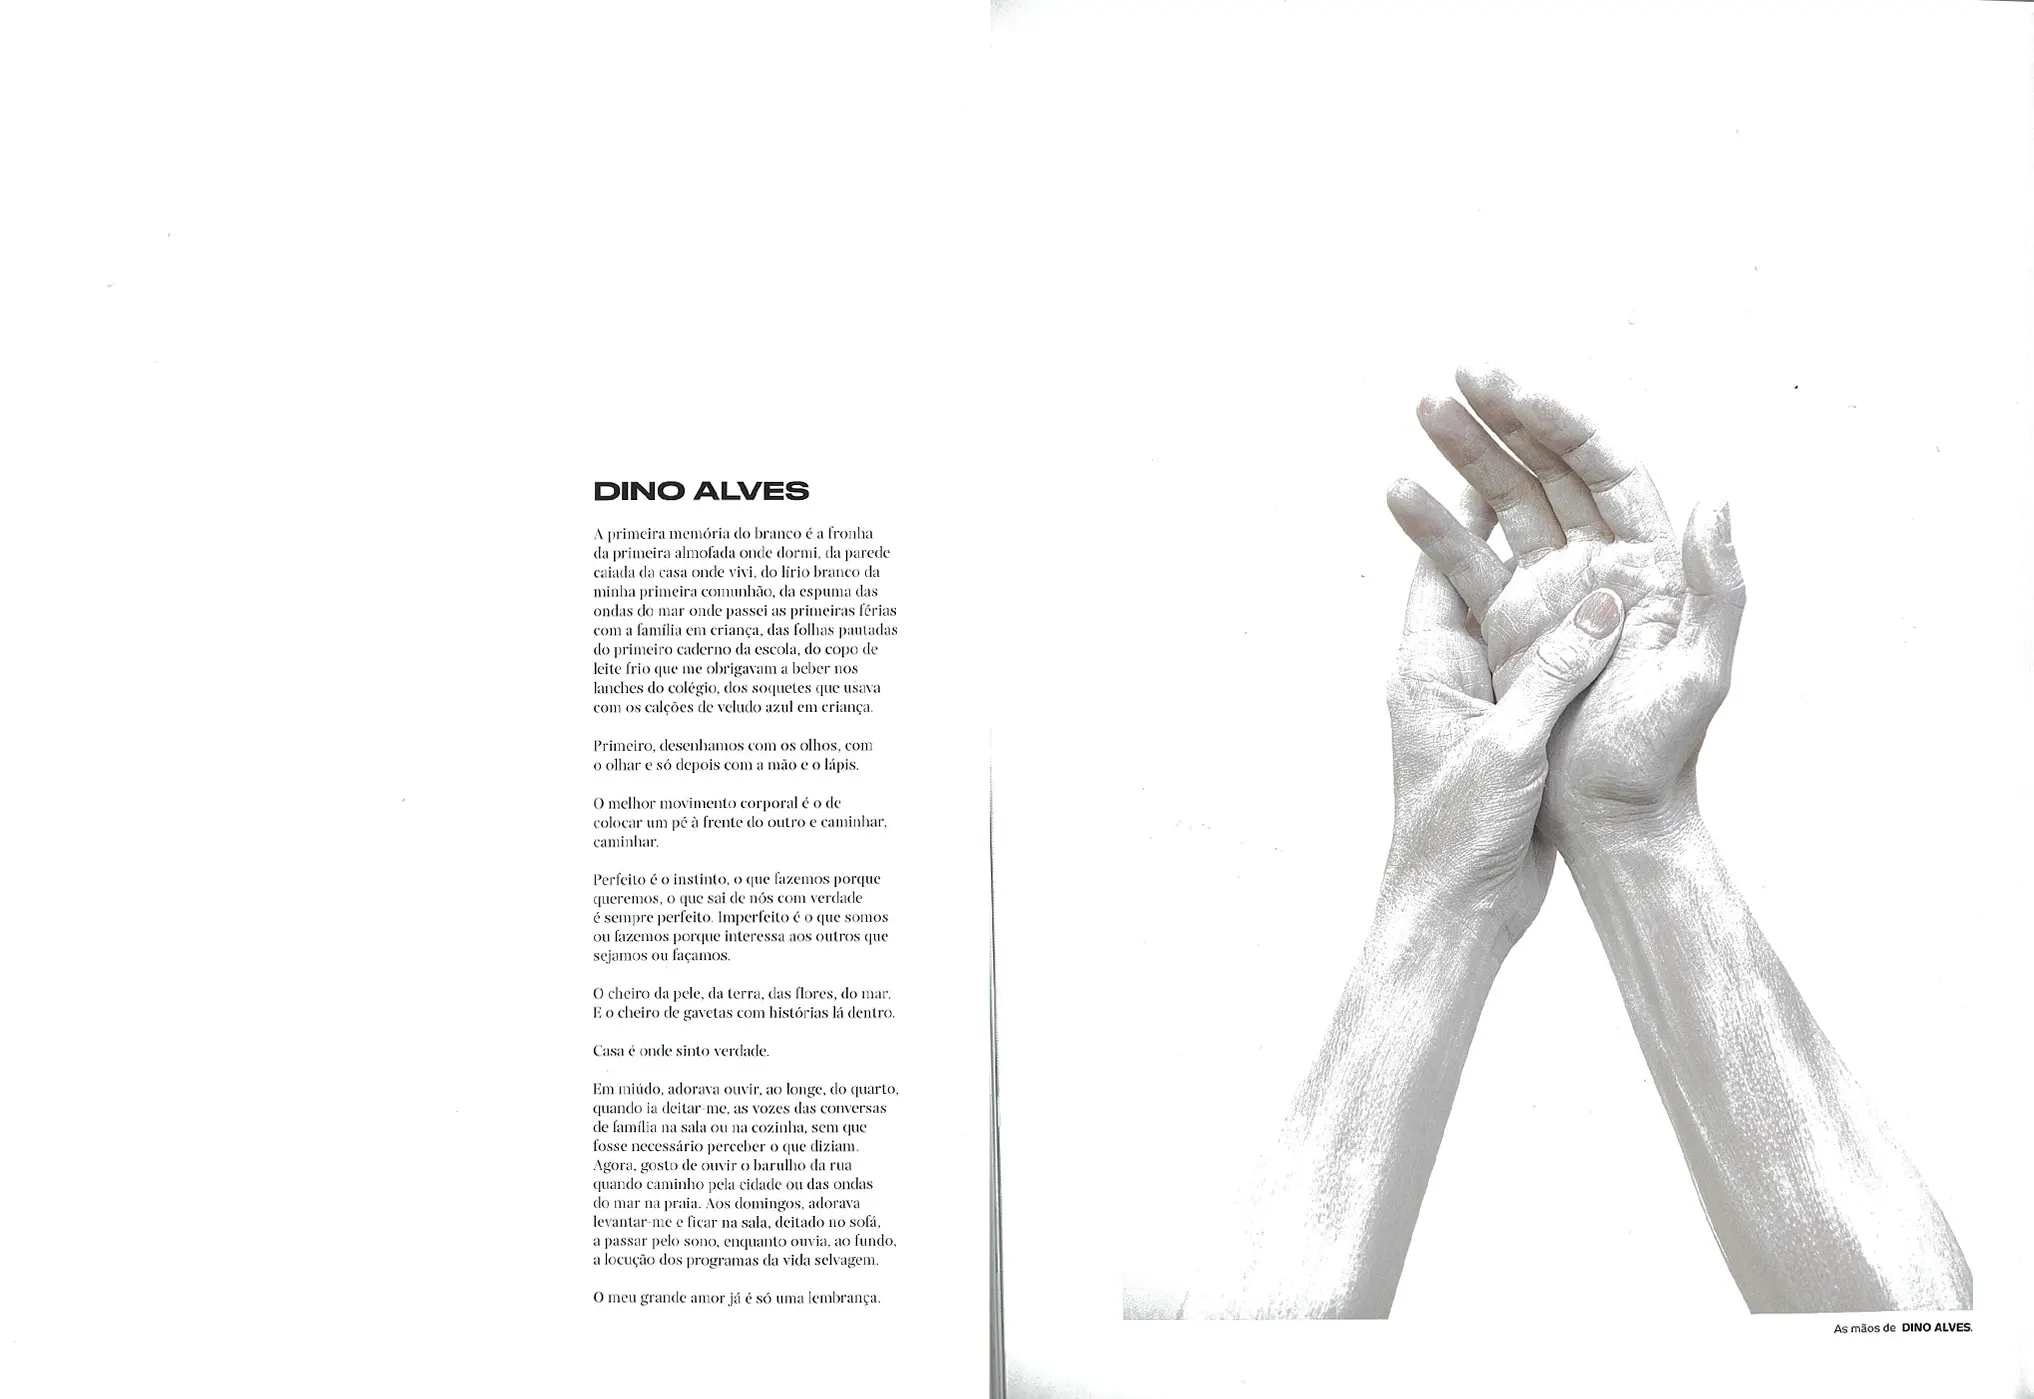 DINO ALVES
A primeira memória do branco é a fronha
da primeira almofada onde dormi, da parede
caiada da casa onde vivi, do lírio branco da
minha primeira comunhão, da espuma das
ondas do mar onde passei as primeiras férias
com a família em criança, das folhas pautadas
do primeiro caderno da escola, do copo de
leite frio que me obrigavam a beber nos
lanches do colégio, dos soquetes que usava
com os calções de veludo azul em criança.
Primeiro, desenhamos com os olhos, com
o olhar e só depois com a mão e o lápis.
O melhor movimento corporal é o de
colocar um pé à frente do outro e caminhar,
caminhar.
Perfeito é o instinto, o que fazemos porque
queremos, o que sai de nós com verdade
é sempre perfeito. Imperfeito é o que somos
ou fazemos porque interessa aos outros que
sejamos ou façamos.
O cheiro da pele, da terra, das flores, do mar.
E o cheiro de gavetas com histórias lá dentro.
Casa é onde sinto verdade.
Em miúdo, adorava ouvir, ao longe, do quarto,
quando ia deitar-me, as vozes das conversas
de família na sala ou na cozinha, sem que
fosse necessário perceber o que diziam.
Agora, gosto de ouvir o barulho da rua
quando caminho pela cidade ou das ondas
do mar na praia. Aos domingos, adorava
levantar-me e ficar na sala, deitado no sofá,
a passar pelo sono, enquanto ouvia, ao fundo,
a locução dos programas da vida selvagem.
O meu grande amor já é só uma lembrança.
As mãos de DINO ALVES.